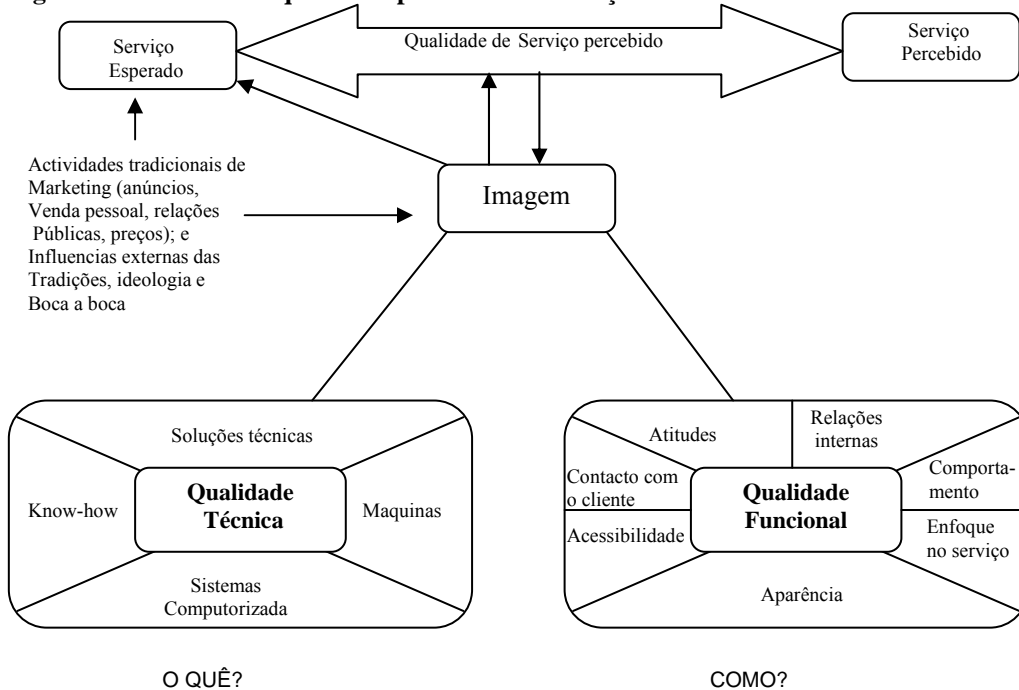 Serviço
Esperado
Qualidade de Serviço percebido
Serviço
Percebido
Actividades tradicionais de
Marketing (anúncios,
Venda pessoal, relações
Públicas, preços); e
Influencias externas das
Tradições, ideologia e
Boca a boca
Imagem
Soluções técnicas
Know-how
Qualidade
Técnica
Maquinas
Sistemas
Computorizada
Atitudes
Relações
internas
Contacto com
o cliente
Qualidade
Funcional
Comporta-
mento
Acessibilidade
Enfoque
no serviço
Aparência
O QUÊ?
COMO?